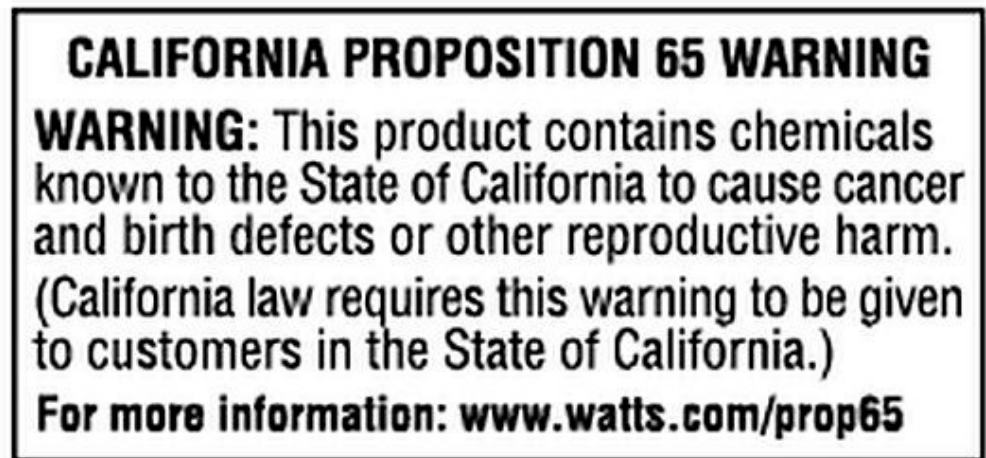 CALIFORNIA PROPOSITION 65 WARNING
WARNING: This product contains chemicals
known to the State of California to cause cancer
and birth defects or other reproductive harm.
(California law requires this warning to be given
to customers in the State of California.)
For more information: www.watts.com/prop65